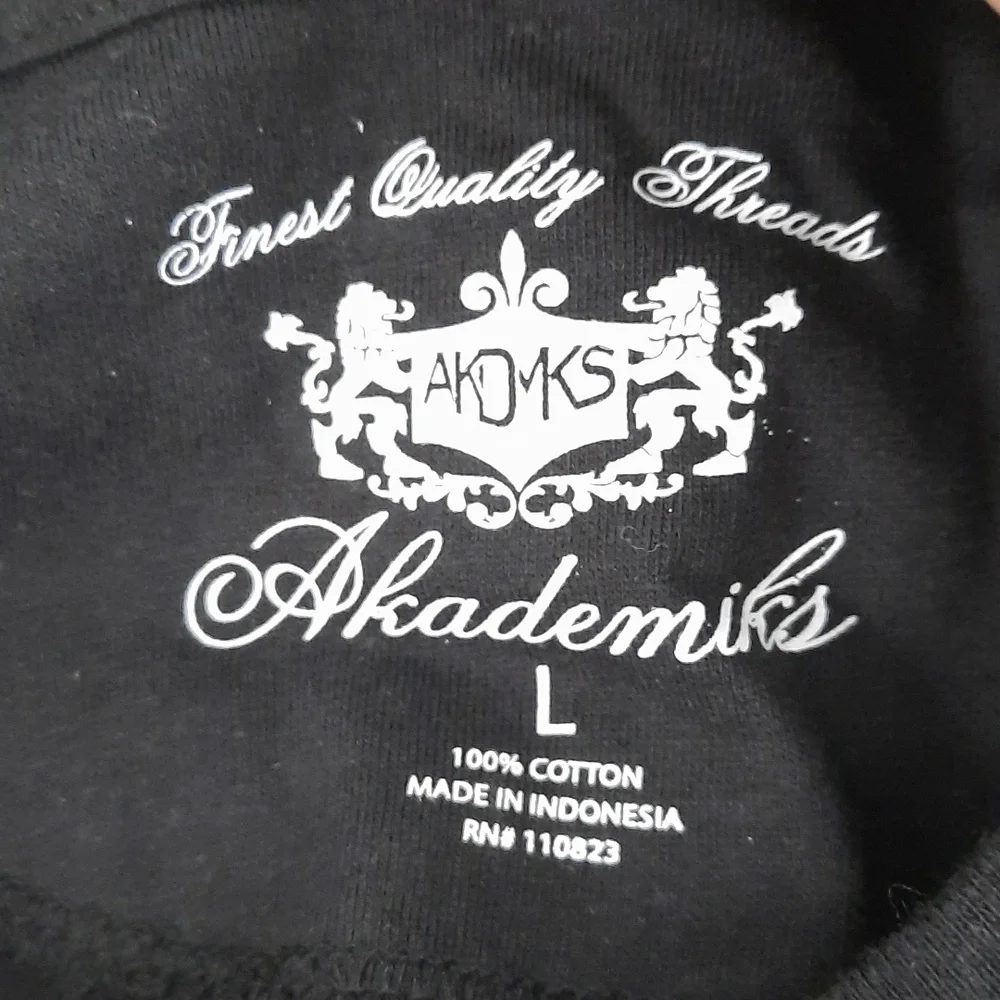 Finest Quality Threads
AKDMKS
Akademiks
L
100% COTTON
MADE IN INDONESIA
RN# 110823